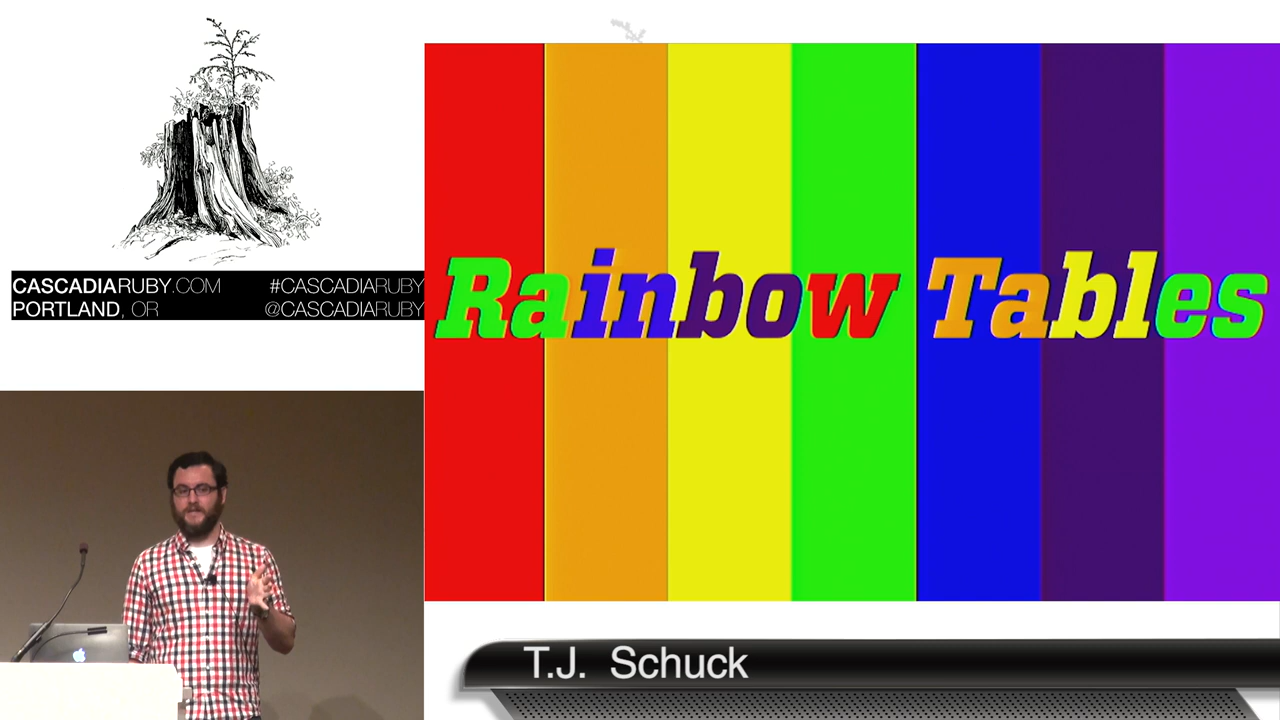 CASCADIARUBY.COM #CASCADIARUBY
PORTLAND, OR @CASCADIARUBY
Rainbow Tables
T.J. Schuck